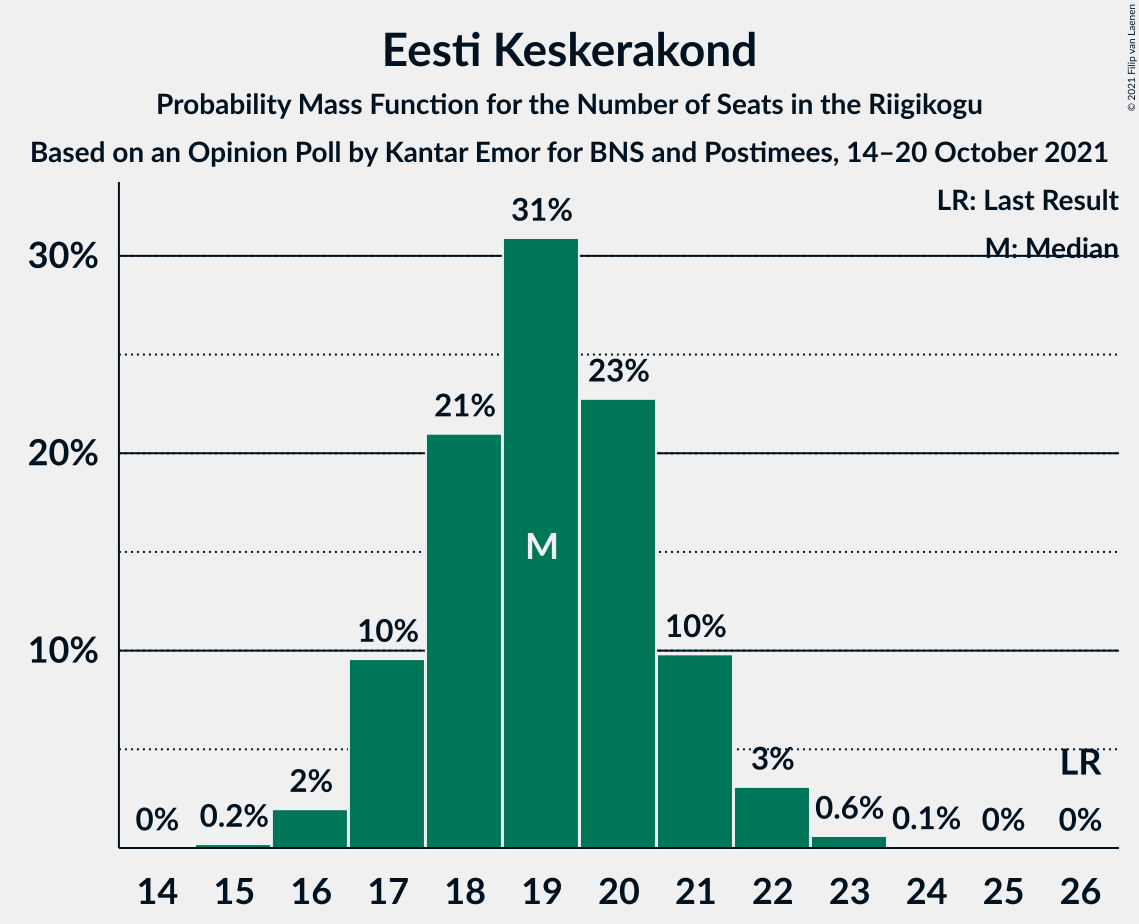 Eesti Keskerakond
Probability Mass Function for the Number of Seats in the Riigikogu
Based on an Opinion Poll by Kantar Emor for BNS and Postimees, 14–20 October 2021
© 2021 Filip van Laenen
LR: Last Result
M: Median
30%
20%
10%
0%
0.2%
2%
10%
21%
31%
23%
10%
3%
0.6%
0.1%
0%
0%
M
LR
14 15 16 17 18 19 20 21 22 23 24 25 26